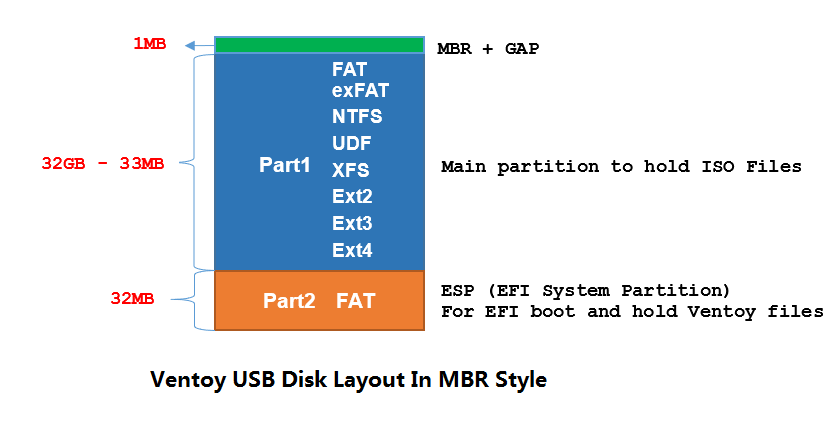 1MB
MBR + GAP
FAT
exFAT
NTFS
UDF
32GB - 33MB
Part1
XFS
Main partition to hold ISO Files
Ext2
Ext3
Ext4
32MB
Part2 FAT
ESP (EFI System Partition)
For EFI boot and hold Ventoy files
Ventoy USB Disk Layout In MBR Style